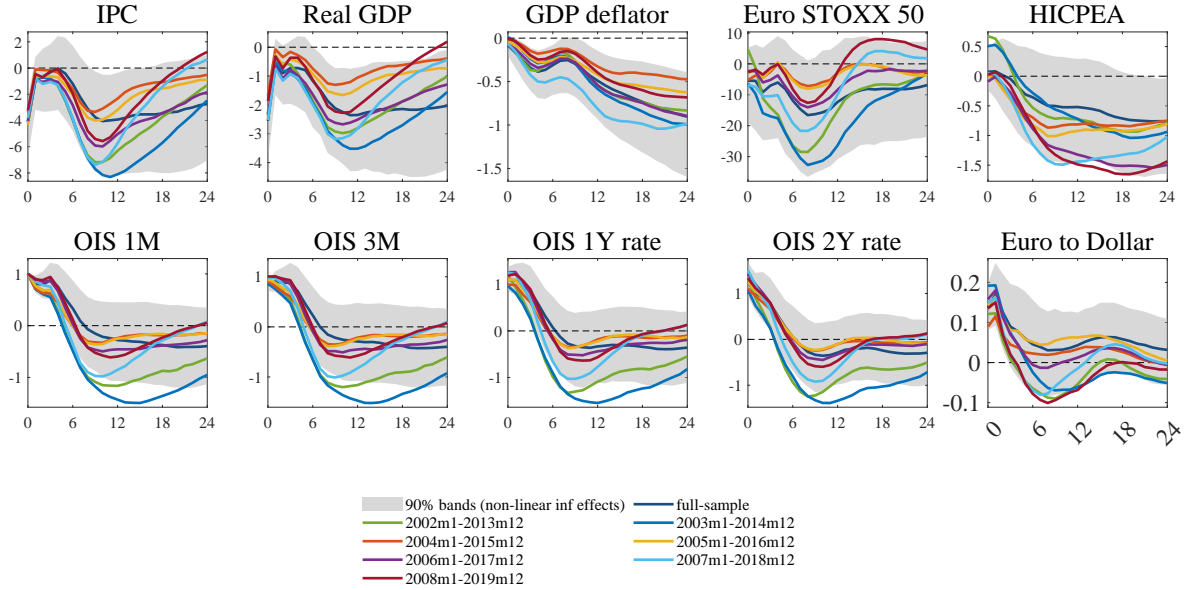 IPC Real GDP GDP deflator Euro STOXX 50 HICPEA
2 0 -2 -4 -6 -8
0 -1 -2 -3 -4
0 -0.5 -1 -1.5
10 0 -10 -20 -30
0.5 0 -0.5 -1.0 -1.5
0 6 12 18 24 0 6 12 18 24 0 6 12 18 24 0 6 12 18 24 0 6 12 18 24
OIS 1M OIS 3M OIS 1Y rate OIS 2Y rate Euro to Dollar
1 0 -1
1 0 -1
1 0 -1
1 0 -1
0.2 0.1 0 -0.1
0 6 12 18 24 0 6 12 18 24 0 6 12 18 24 0 6 12 18 24 0 6 12 18 24
90% bands (non-linear inf effects) full-sample
2002m1-2013m12 2003m1-2014m12
2004m1-2015m12 2005m1-2016m12
2006m1-2017m12 2007m1-2018m12
2008m1-2019m12